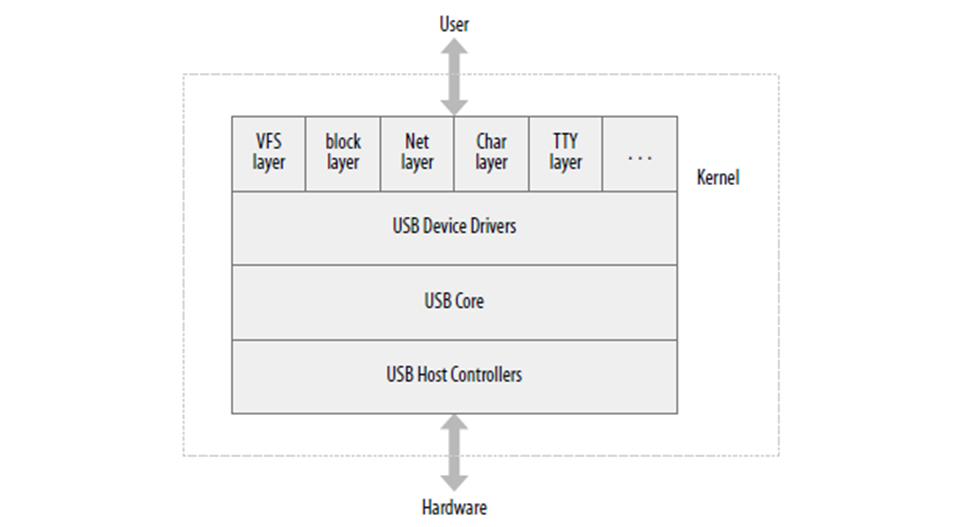 User
VFS
layer
block
layer
Net
layer
Char
layer
TTY
layer
...
Kernel
USB Device Drivers
USB Core
USB Host Controllers
Hardware